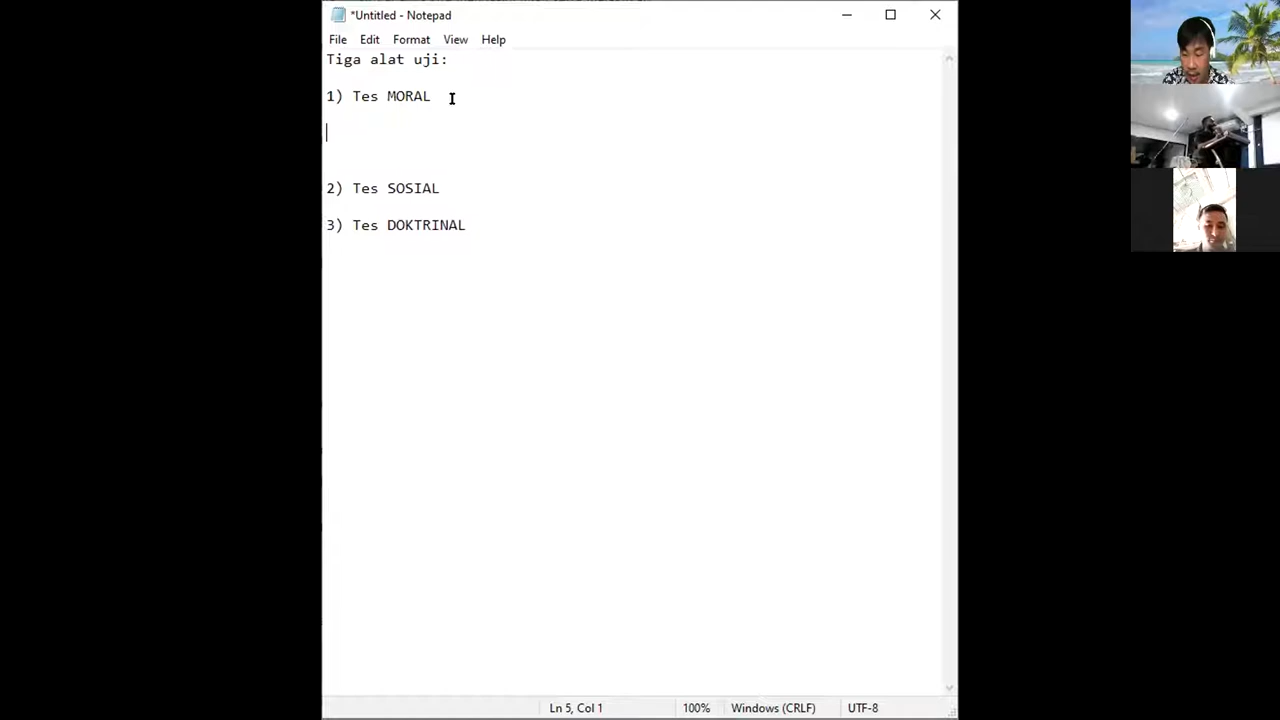 *Untitled - Notepad
File Edit Format View Help
Tiga alat uji:
1) Tes MORAL
2) Tes SOSIAL
3) Tes DOKTRINAL
Ln 5, Col 1 100% Windows (CRLF) UTF-8